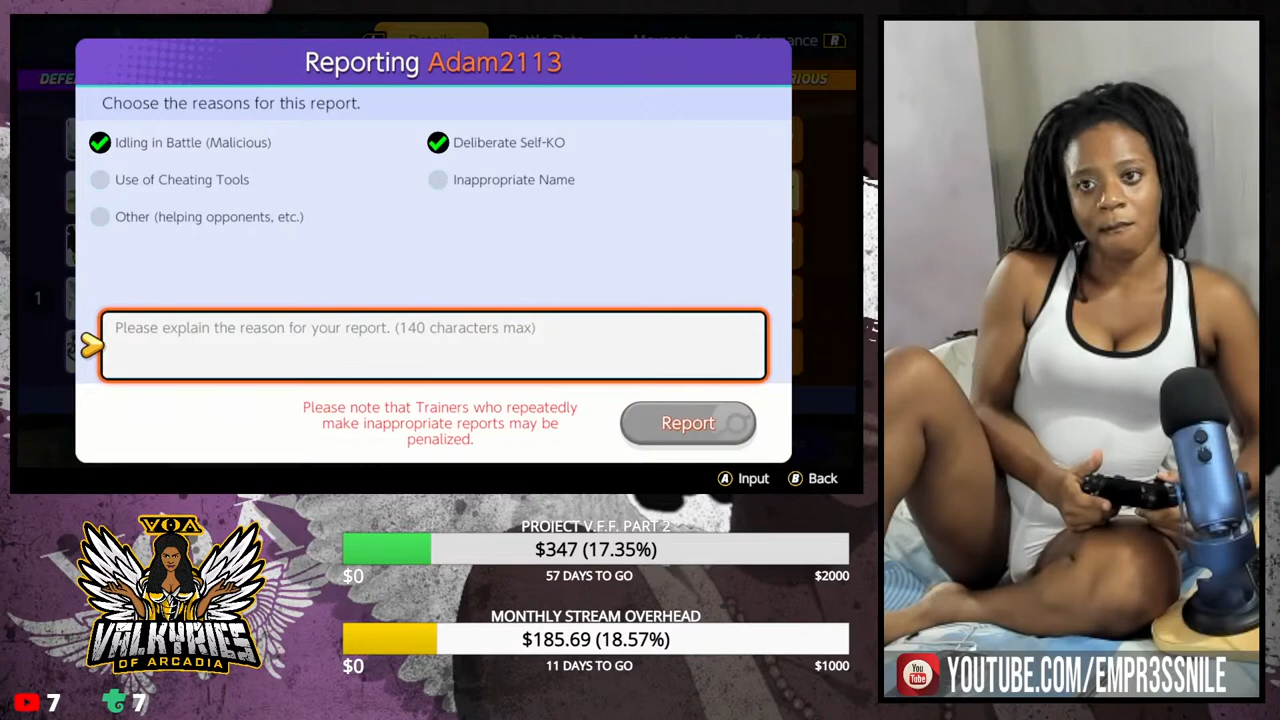 Reporting Adam2113
Choose the reasons for this report.
Idling in Battle (Malicious)
Deliberate Self-KO
Use of Cheating Tools
Inappropriate Name
Other (helping opponents, etc.)
1
Please explain the reason for your report. (140 characters max)
Please note that Trainers who repeatedly
make inappropriate reports may be
penalized.
Report
A Input B Back
VOA
VALKYRIES
OF ARCADIA
PROJECT V.F.F. PART 2
$347 (17.35%)
$0 57 DAYS TO GO $2000
MONTHLY STREAM OVERHEAD
$185.69 (18.57%)
$0 11 DAYS TO GO $1000
7 7
You Tube YOUTUBE.COM/EMPR3SSNILE